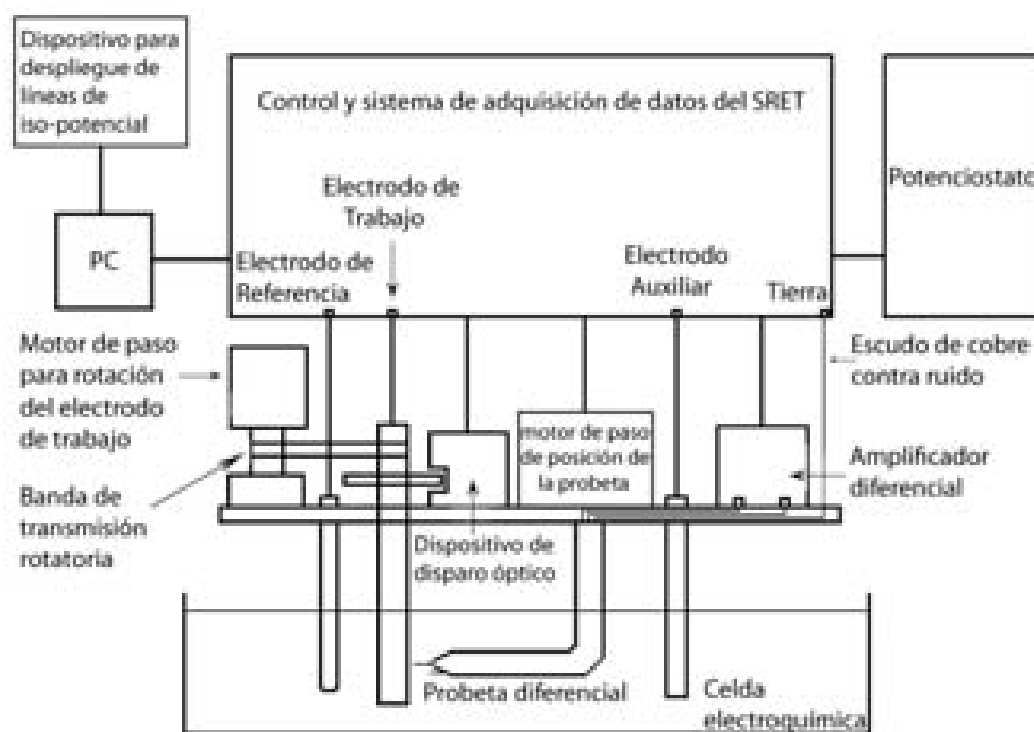 Dispositivo para
despliegue de
líneas de
iso-potencial
Control y sistema de adquisición de datos del SRET
Potenciostato
PC
Electrodo de
Trabajo
Electrodo de
Referencia
Electrodo
Auxiliar
Tierra
Motor de paso
para rotación
del electrodo
de trabajo
Escudo de cobre
contra ruido
motor de paso
de posición de
la probeta
Amplificador
diferencial
Banda de
transmisión
rotatoria
Dispositivo de
disparo óptico
Probeta diferencial
Celda
electroquímica